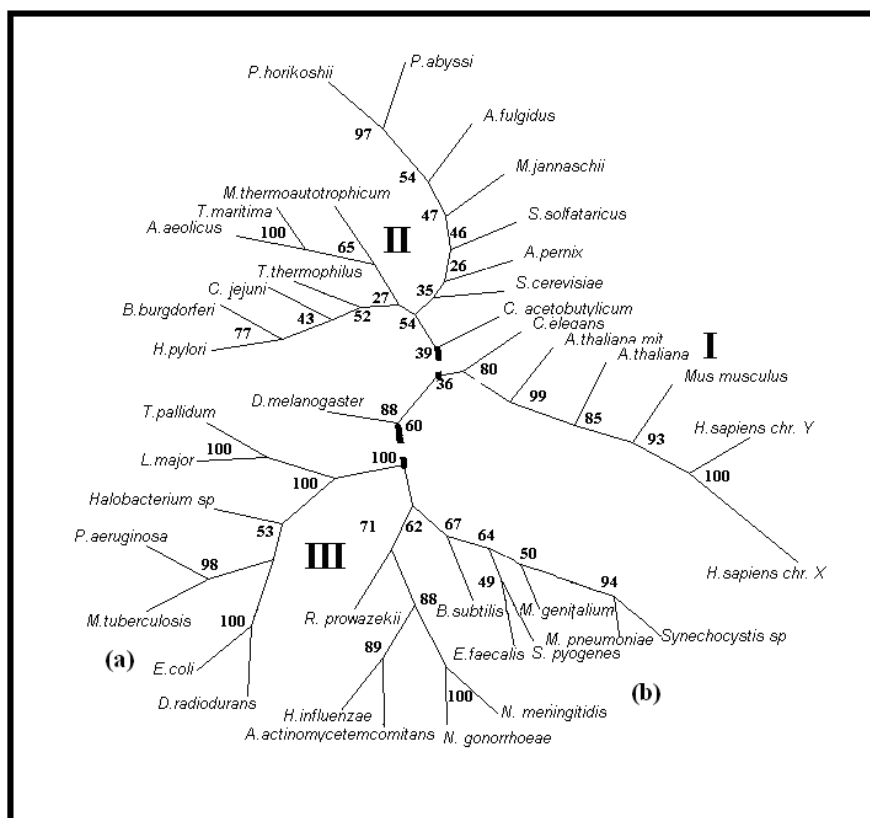 P.abyssi
P.horikoshii
A.fulgidus
97
54
M.jannaschii
M.thermoautotrophicum
T.maritima
47
S.solfataricus
A.aeolicus
100
65
II
46
A.pernix
T.thermophilus
26
C. jejuni
27
35
S.cerevisiae
B.burgdorferi
43
52
54
C. acetobutylicum
77
C.elegans
H.pylori
39
A.thaliana mit
I
A.thaliana
36
80
Mus musculus
D.melanogaster
88
99
T.pallidum
60
85
H.sapiens chr. Y
93
100
L.major
100
100
100
Halobacterium sp
53
71
62
67
64
P.aeruginosa
III
50
98
49
94
H.sapiens chr. X
M.tuberculosis
100
R. prowazekii
88
B.subtilis
M. genitalium
(a)
89
E.faecalis
S. pyogenes
M. pneumoniae
Synechocystis sp
E.coli
(b)
D.radiodurans
100
H.influenzae
N. meningitidis
A.actinomycetemcomitans
N. gonorrhoeae